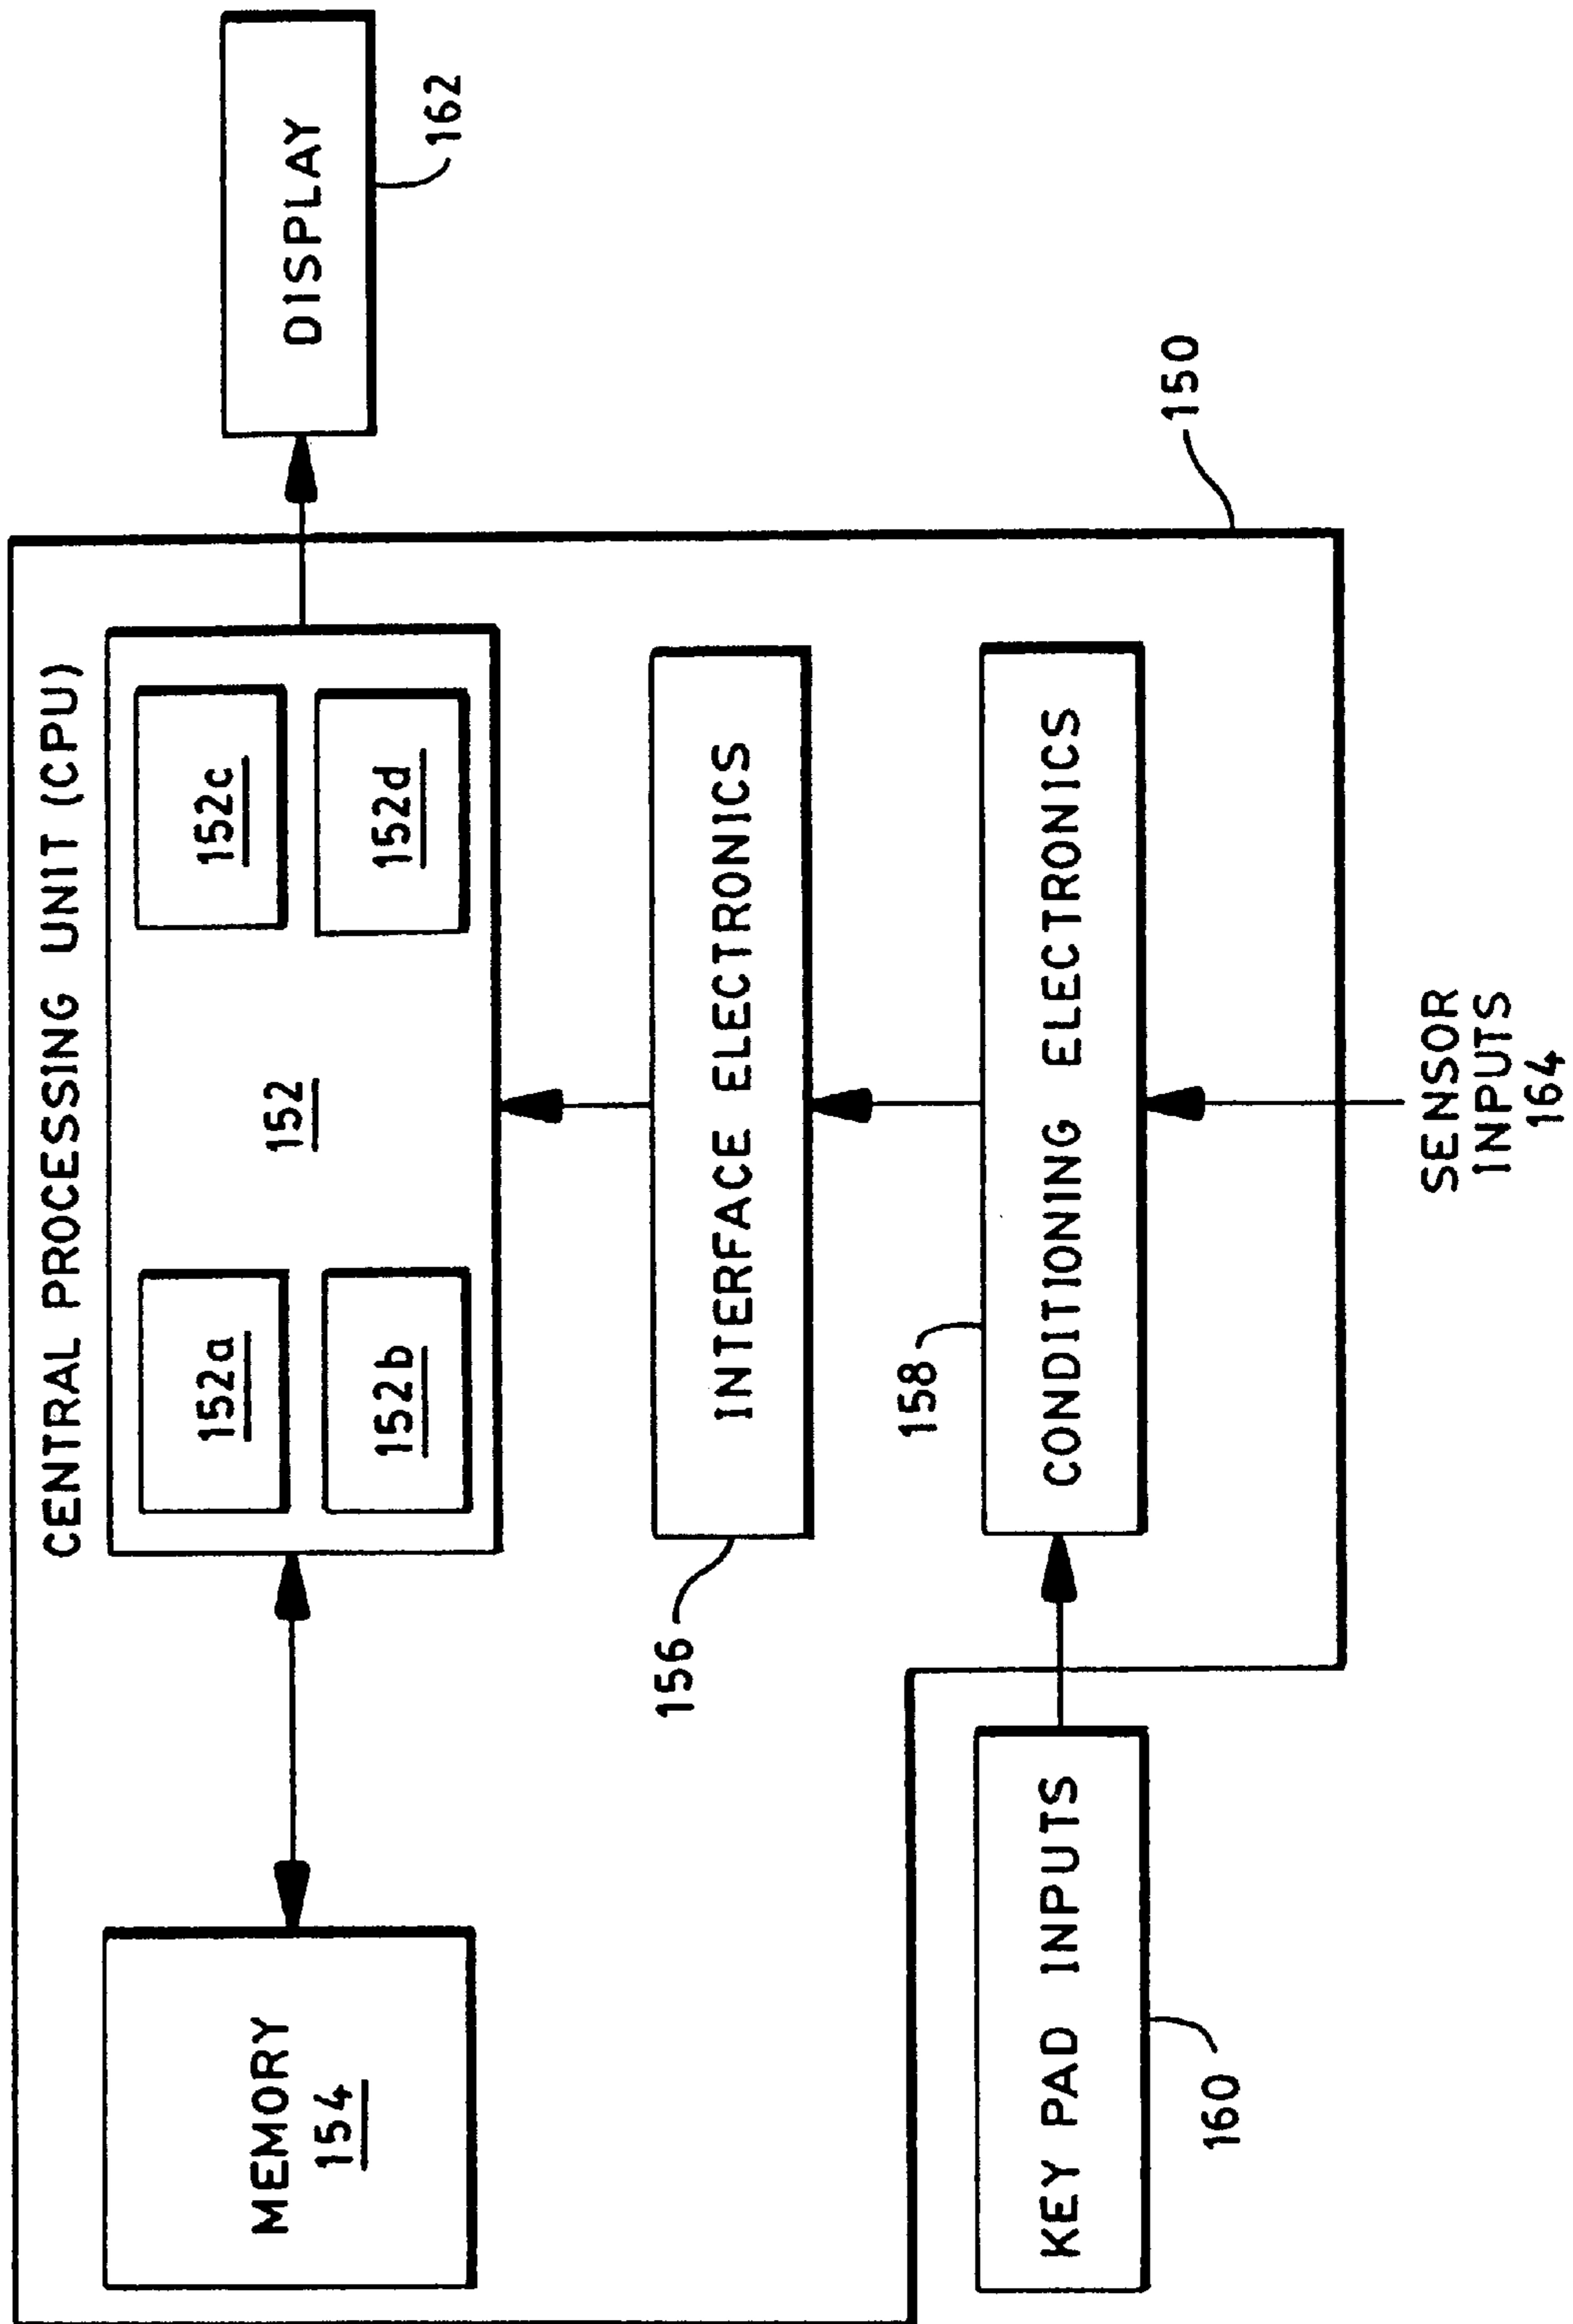 CENTRAL PROCESSING UNIT (CPU)
MEMORY
154
152a
152b
152
152c
152d
DISPLAY
162
156
INTERFACE ELECTRONICS
158
CONDITIONING ELECTRONICS
150
KEY PAD INPUTS
160
SENSOR
INPUTS
164